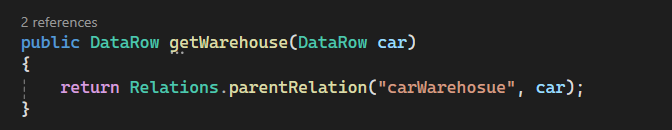 2 references
public DataRow getWarehouse(DataRow car)
{
return Relations.parentRelation("carWarehosue", car);
}